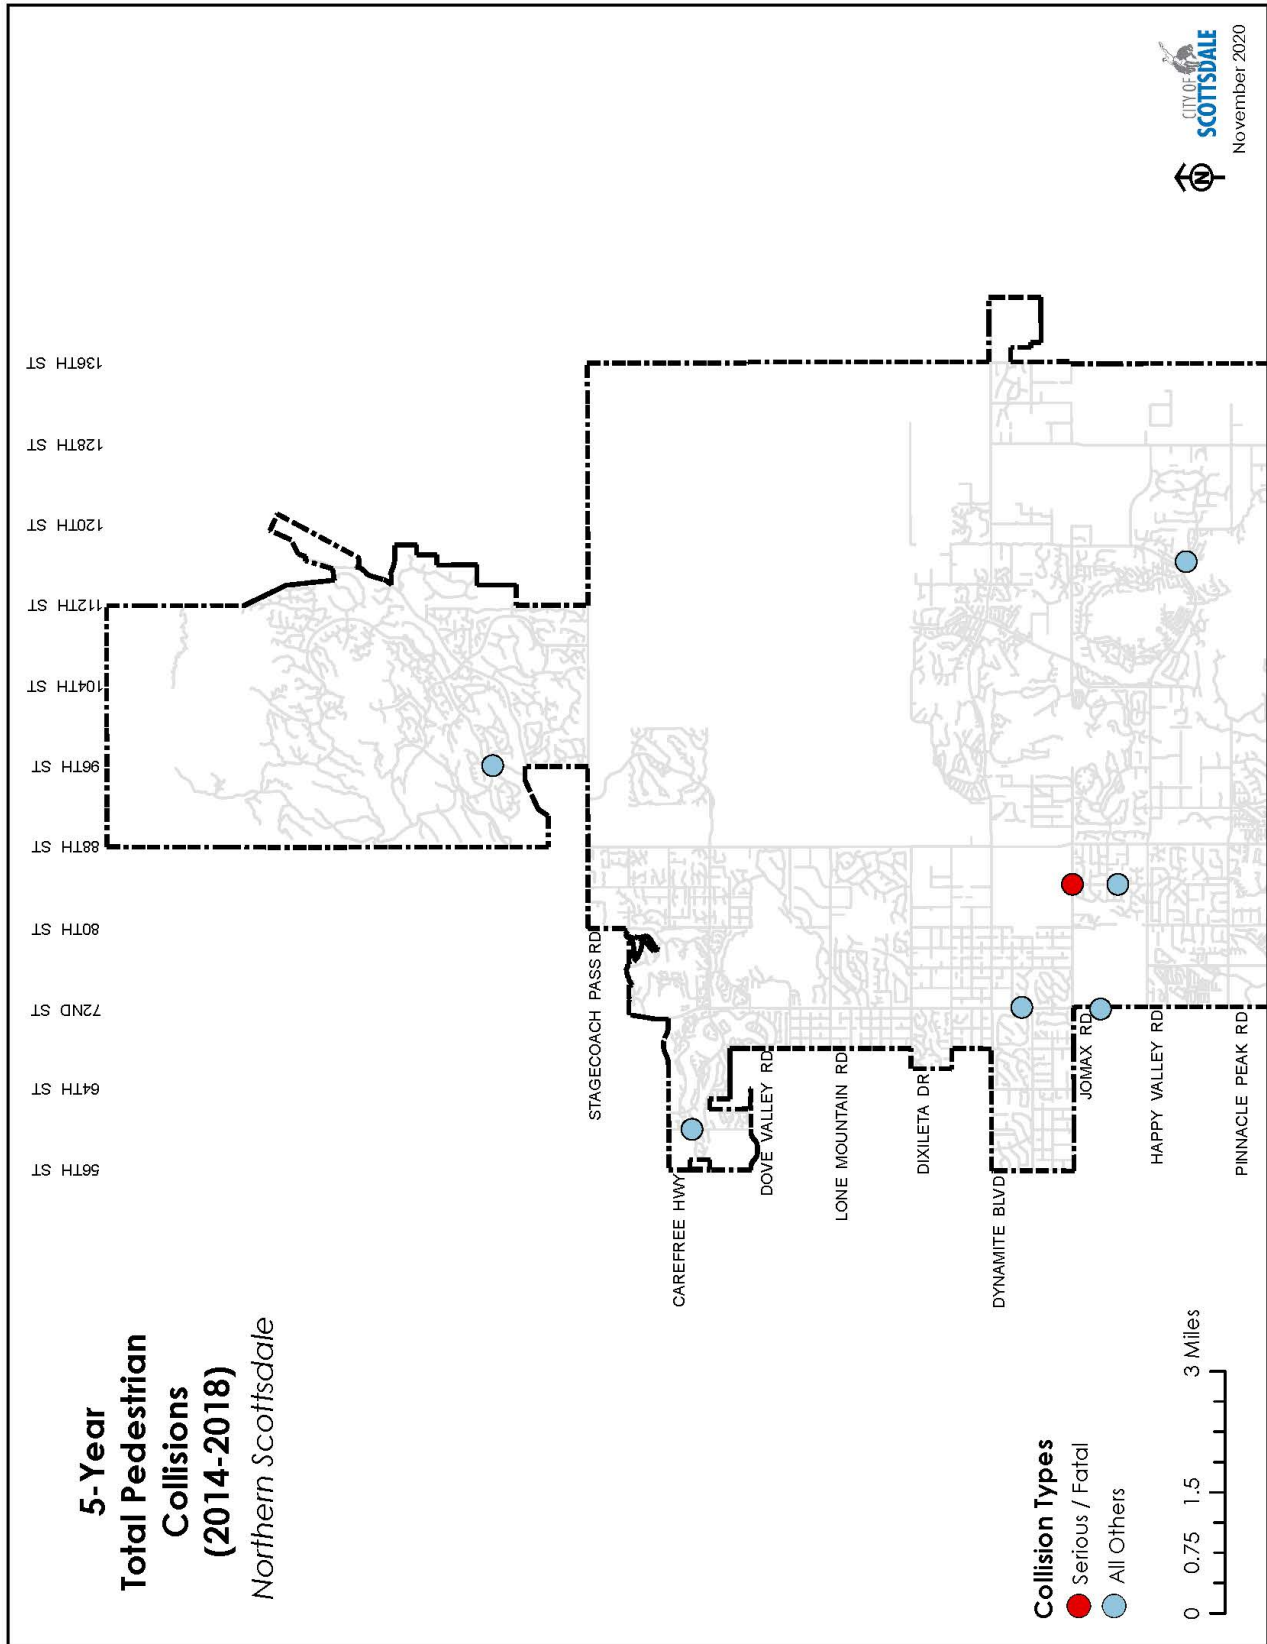 5-Year
Total Pedestrian
Collisions
(2014-2018)
Northern Scottsdale
56TH ST
64TH ST
72ND ST
80TH ST
88TH ST
96TH ST
104TH ST
112TH ST
120TH ST
128TH ST
136TH ST
STAGECOACH PASS RD
CAREFREE HWY
DOVE VALLEY RD
LONE MOUNTAIN RD
DIXILETA DR
DYNAMITE BLVD
JOMAX RD
HAPPY VALLEY RD
PINNACLE PEAK RD
Collision Types
Serious / Fatal
All Others
0 0.75 1.5 3 Miles
N
CITY OF
SCOTTSDALE
November 2020